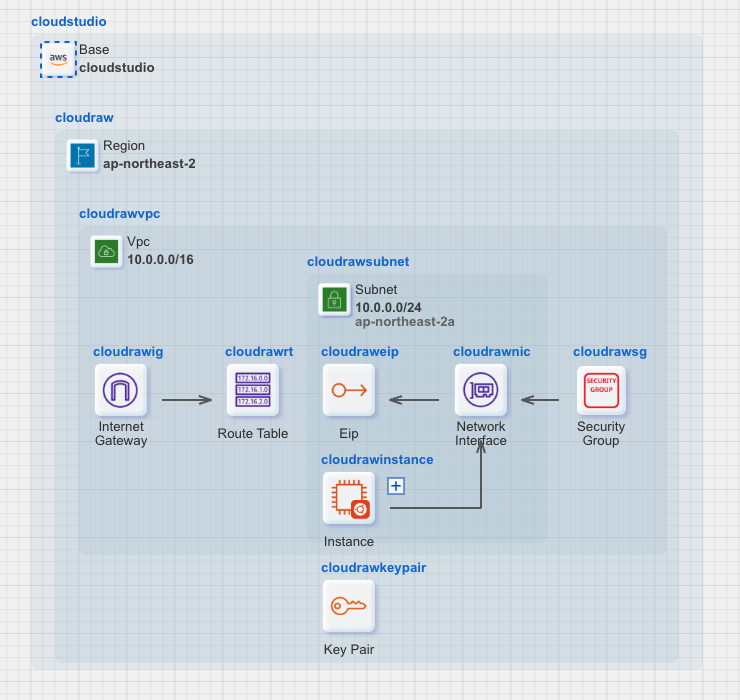 cloudstudio
aws
Base
cloudstudio
cloudraw
Region
ap-northeast-2
cloudrawvpc
Vpc
10.0.0.0/16
cloudrawsubnet
Subnet
10.0.0.0/24
ap-northeast-2a
cloudrawig
Internet
Gateway
cloudrawrt
172.16.0.0
172.16.1.0
172.16.2.0
Route Table
cloudraweip
Eip
cloudrawnic
Network
Interface
cloudrawsg
SECURITY
GROUP
Security
Group
cloudrawinstance
Instance
cloudrawkeypair
Key Pair